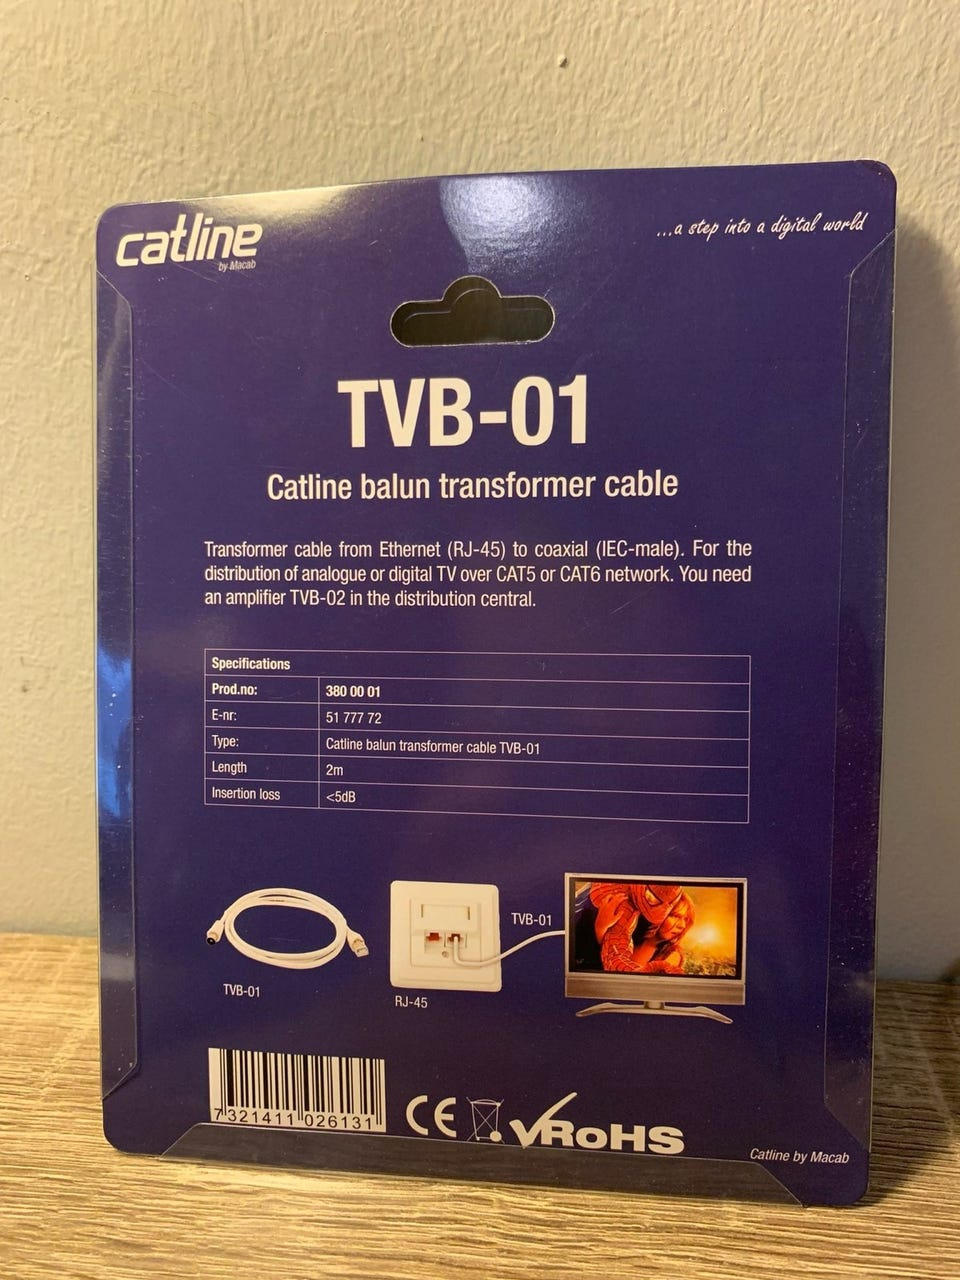 catline
by Macab
...a step into a digital world
TVB-01
Catline balun transformer cable
Transformer cable from Ethernet (RJ-45) to coaxial (IEC-male). For the
distribution of analogue or digital TV over CAT5 or CAT6 network. You need
an amplifier TVB-02 in the distribution central.
Specifications
Prod.no: 380 00 01
E-nr: 51 777 72
Type: Catline balun transformer cable TVB-01
Length 2m
Insertion loss <5dB
TVB-01
TVB-01
RJ-45
7 321411 026131
CE
RoHS
Catline by Macab